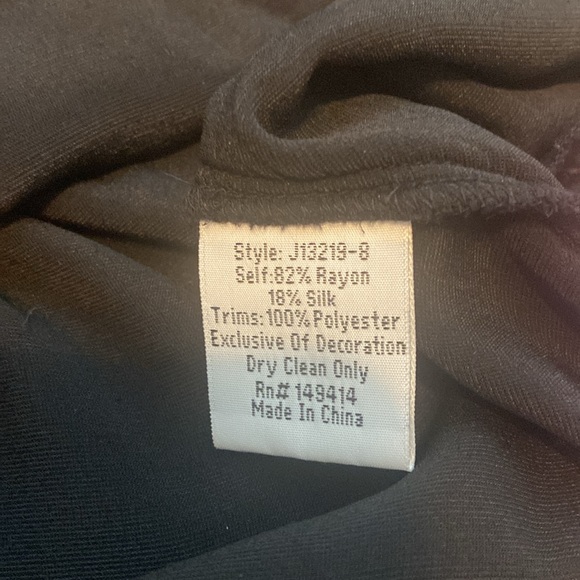 Style: J13219-8
Self:82% Rayon
18% Silk
Trims:100% Polyester
Exclusive Of Decoration
Dry Clean Only
Rn# 149414
Made In China